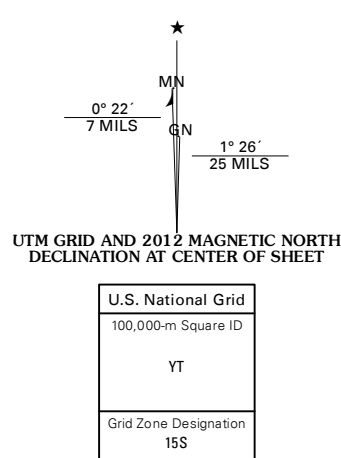 ★
MN
0° 22´
7 MILS
GN
1° 26´
25 MILS
UTM GRID AND 2012 MAGNETIC NORTH
DECLINATION AT CENTER OF SHEET
U.S. National Grid
100,000-m Square ID
YT
Grid Zone Designation
15S